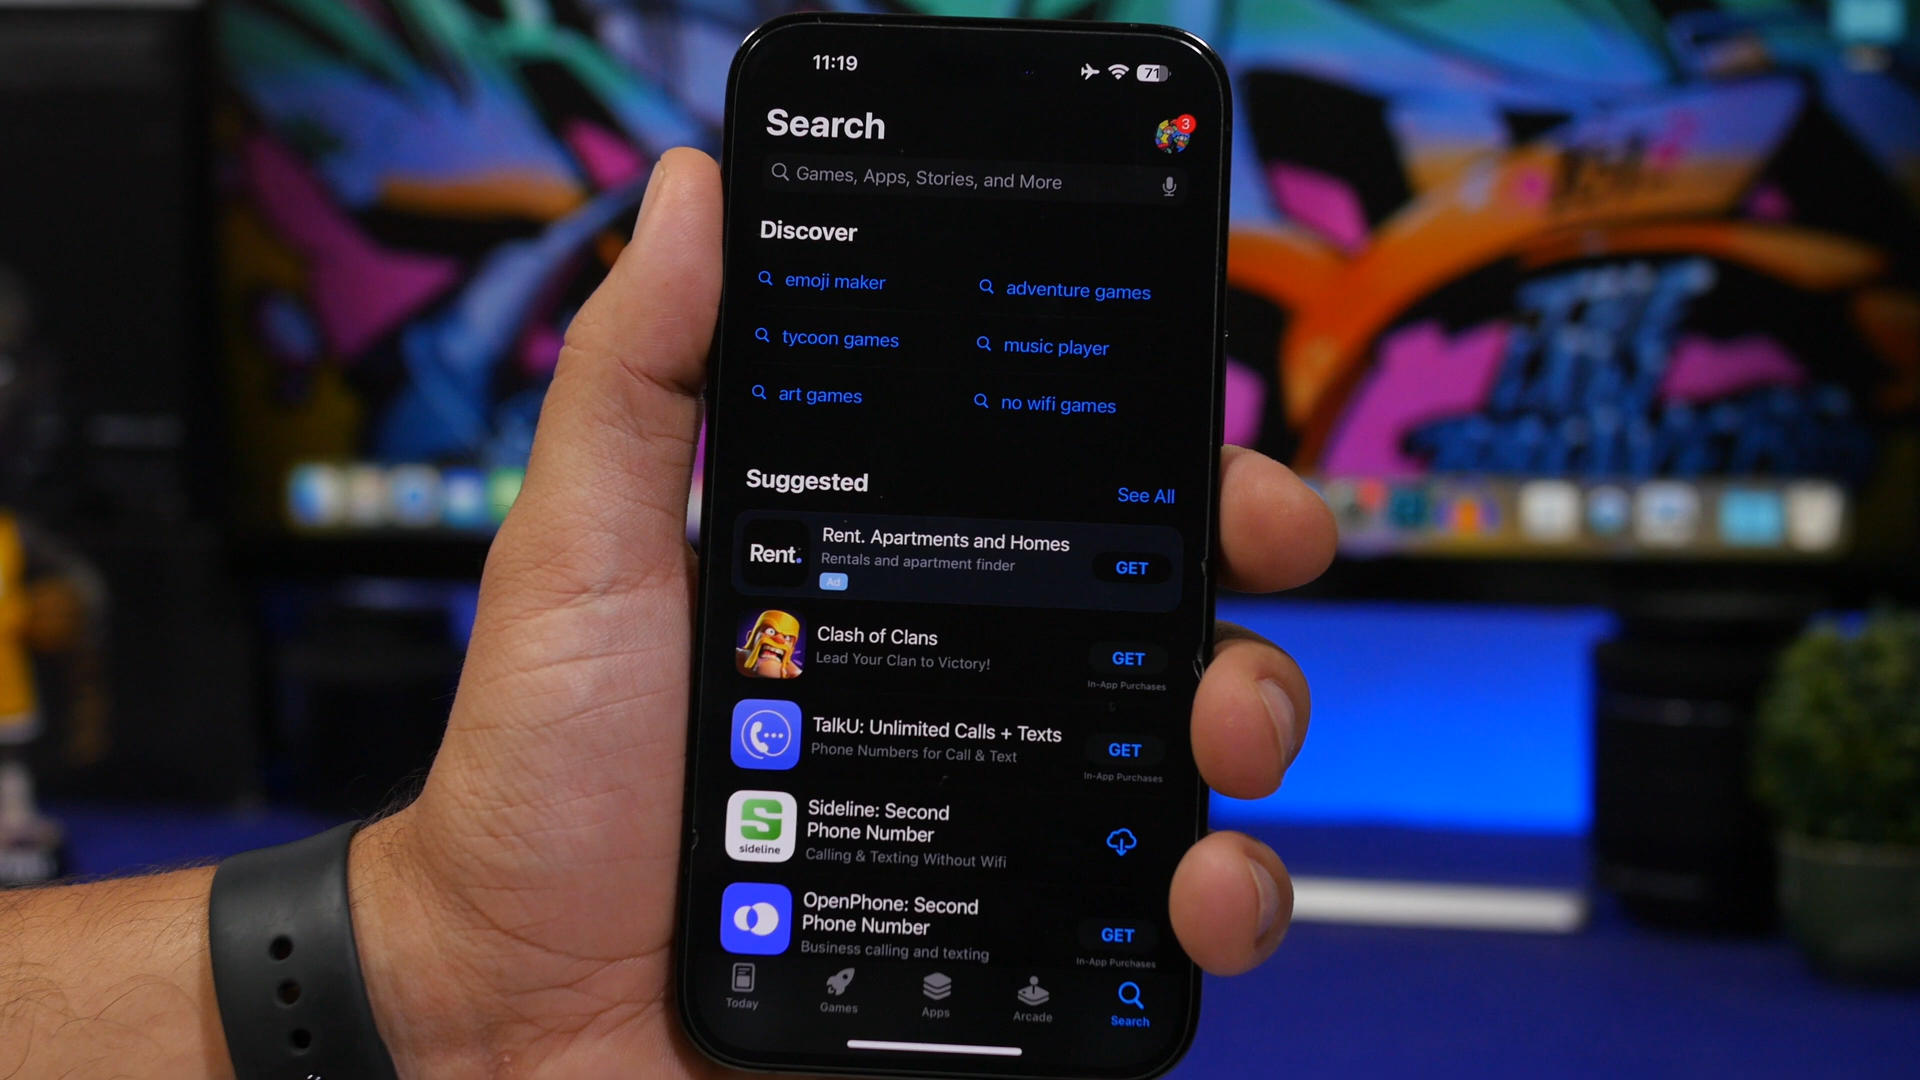 11:19
71
Search
3
Games, Apps, Stories, and More
Discover
emoji maker
adventure games
tycoon games
music player
art games
no wifi games
Suggested
See All
Rent.
Rent. Apartments and Homes
Rentals and apartment finder
Ad
GET
Clash of Clans
Lead Your Clan to Victory!
GET
In-App Purchases
TalkU: Unlimited Calls + Texts
Phone Numbers for Call & Text
GET
In-App Purchases
sideline
Sideline: Second
Phone Number
Calling & Texting Without Wifi
OpenPhone: Second
Phone Number
Business calling and texting
GET
In-App Purchases
Today
Games
Apps
Arcade
Search